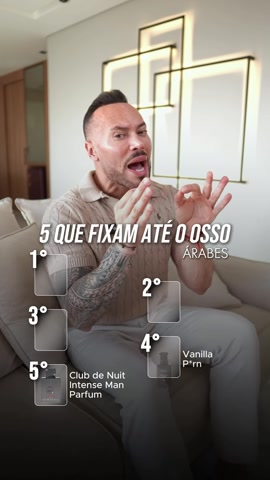 5 QUE FIXAM ATÉ O OSSO
ÁRABES
1°
2°
3°
4°
Vanilla
P*rn
5°
Club de Nuit
Intense Man
Parfum